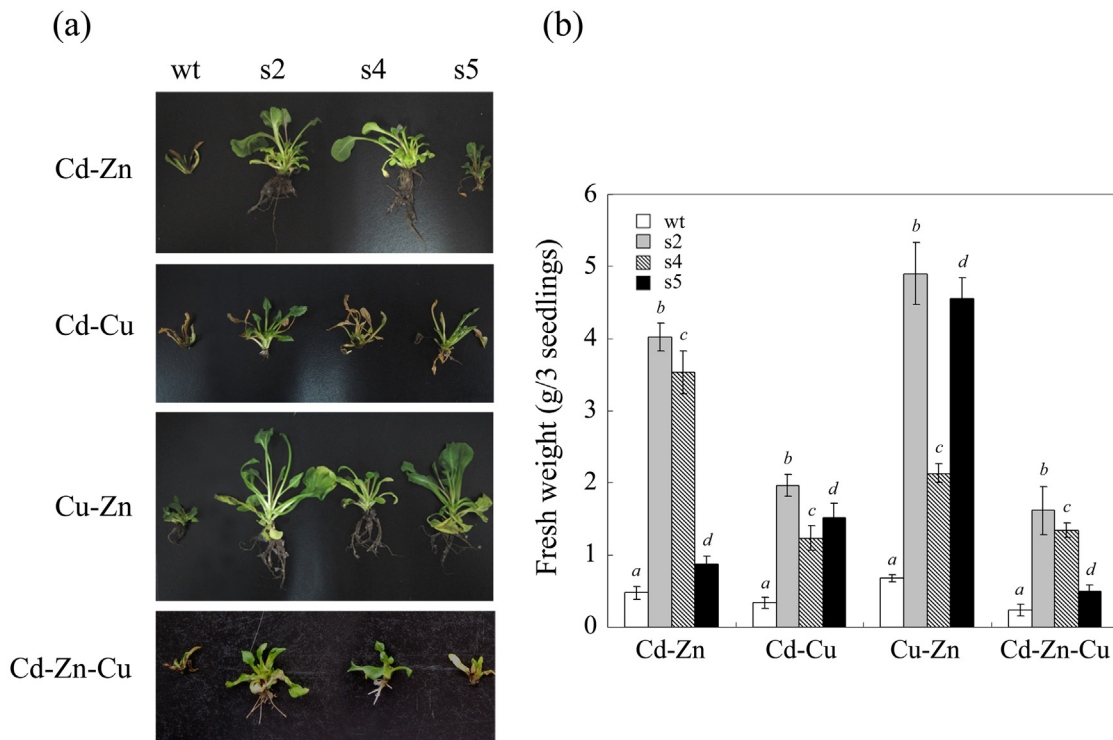 (a)
wt s2 s4 s5
Cd-Zn
Cd-Cu
Cu-Zn
Cd-Zn-Cu
(b)
Fresh weight (g/3 seedlings)
6
5
4
3
2
1
0
wt
s2
s4
s5
a b c d
a b c d
a b c d
a b c d
Cd-Zn Cd-Cu Cu-Zn Cd-Zn-Cu